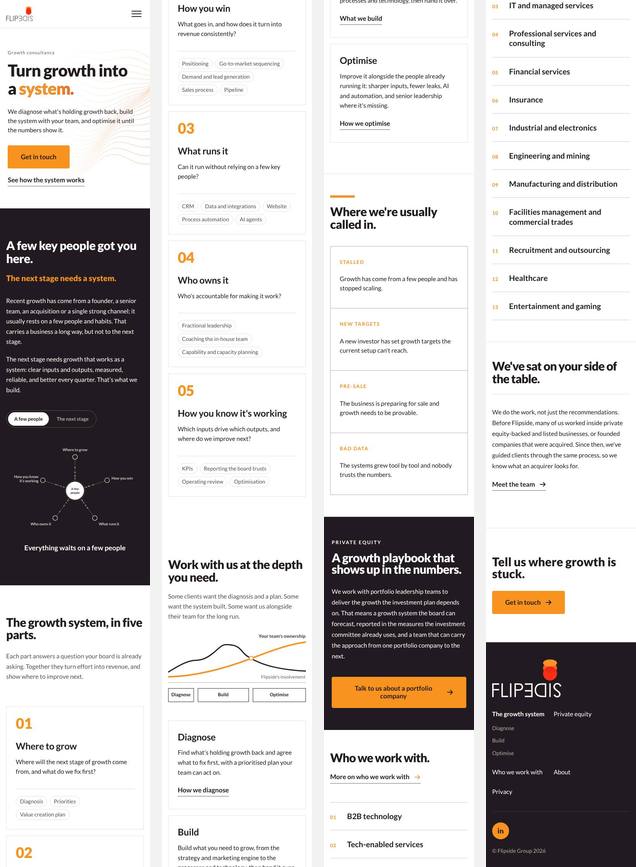 FLIPSIDE
Growth consultancy
Turn growth into
a system.
We diagnose what's holding growth back, build
the system with your team, and optimise it until
the numbers show it.
Get in touch
See how the system works
A few key people got you
here.
The next stage needs a system.
Recent growth has come from a founder, a senior
team, an acquisition or a single strong channel; it
usually rests on a few people and habits. That
carries a business a long way, but not to the next
stage.
The next stage needs growth that works as a
system: clear inputs and outputs, measured,
reliable, and better every quarter. That's what we
build.
A few people
The next stage
Where to grow
How you know
it's working
How you win
A few
people
Who owns it
What runs it
Everything waits on a few people
The growth system, in five
parts.
Each part answers a question your board is already
asking. Together they turn effort into revenue, and
show where to improve next.
01
Where to grow
Where will the next stage of growth come
from, and what do we fix first?
Diagnosis
Priorities
Value creation plan
02
How you win
What goes in, and how does it turn into
revenue consistently?
Positioning
Go-to-market sequencing
Demand and lead generation
Sales process
Pipeline
03
What runs it
Can it run without relying on a few key
people?
CRM
Data and integrations
Website
Process automation
AI agents
04
Who owns it
Who's accountable for making it work?
Fractional leadership
Coaching the in-house team
Capability and capacity planning
05
How you know it's working
Which inputs drive which outputs, and
where do we improve next?
KPIs
Reporting the board trusts
Operating review
Optimisation
Work with us at the depth
you need.
Some clients want the diagnosis and a plan. Some
want the system built. Some want us alongside
their team for the long run.
Your team's ownership
Flipside's involvement
Diagnose
Build
Optimise
Diagnose
Find what's holding growth back and agree
what to fix first, with a prioritised plan your
team can act on.
How we diagnose
Build
Build what you need to grow, from the
strategy and marketing engine to the
What we build
Optimise
Improve it alongside the people already
running it: sharper inputs, fewer leaks, AI
and automation, and senior leadership
where it's missing.
How we optimise
Where we're usually
called in.
STALLED
Growth has come from a few people and has
stopped scaling.
NEW TARGETS
A new investor has set growth targets the
current setup can't reach.
PRE-SALE
The business is preparing for sale and
growth needs to be provable.
BAD DATA
The systems grew tool by tool and nobody
trusts the numbers.
PRIVATE EQUITY
A growth playbook that
shows up in the numbers.
We work with portfolio leadership teams to
deliver the growth the investment plan depends
on. That means a growth system the board can
forecast, reported in the measures the investment
committee already uses, and a team that can carry
the approach from one portfolio company to the
next.
Talk to us about a portfolio
company
Who we work with.
More on who we work with
01 B2B technology
02 Tech-enabled services
03 IT and managed services
04 Professional services and
consulting
05 Financial services
06 Insurance
07 Industrial and electronics
08 Engineering and mining
09 Manufacturing and distribution
10 Facilities management and
commercial trades
11 Recruitment and outsourcing
12 Healthcare
13 Entertainment and gaming
We've sat on your side of
the table.
We do the work, not just the recommendations.
Before Flipside, many of us worked inside private
equity-backed and listed businesses, or founded
companies that were acquired. Since then, we've
guided clients through the same process, so we
know what an acquirer looks for.
Meet the team
Tell us where growth is
stuck.
Get in touch
FLIPSIDE
The growth system
Private equity
Diagnose
Build
Optimise
Who we work with
About
Privacy
in
© Flipside Group 2026